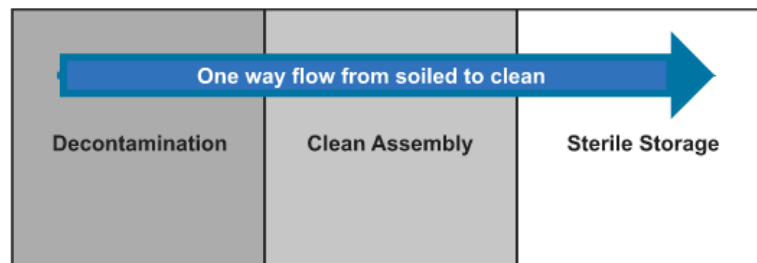 One way flow from soiled to clean
Decontamination
Clean Assembly
Sterile Storage